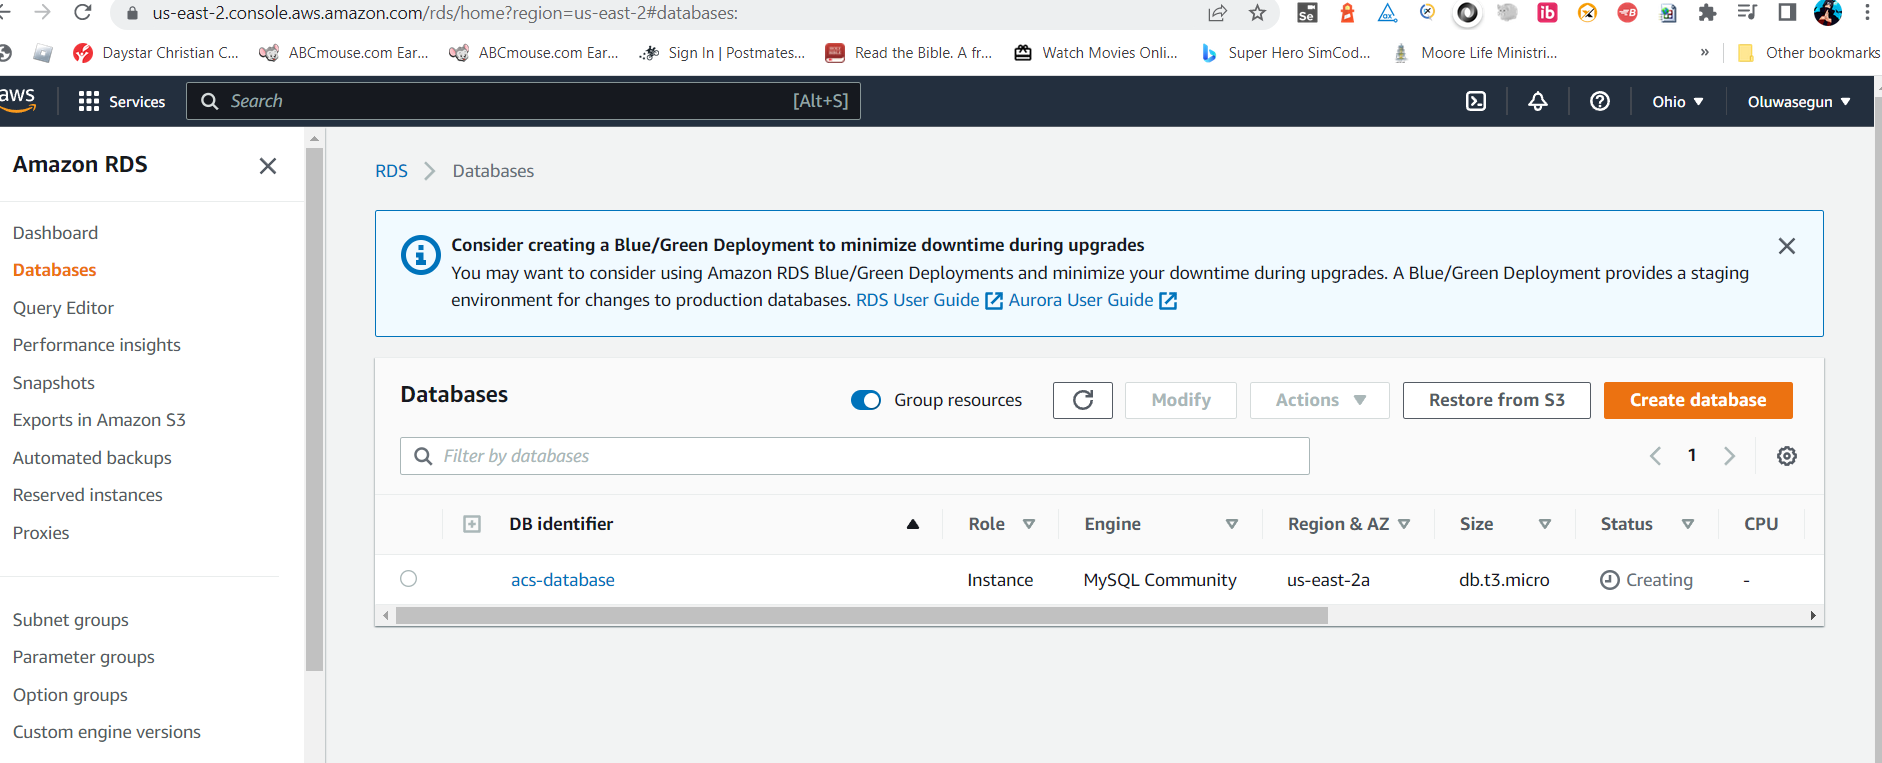 us-east-2.console.aws.amazon.com/rds/home?region=us-east-2#databases:
Daystar Christian C...
ABCmouse.com Ear...
ABCmouse.com Ear...
Sign In | Postmates...
Read the Bible. A fr...
Watch Movies Onli...
Super Hero SimCod...
Moore Life Ministri...
»
Other bookmarks
aws
Services
Search
[Alt+S]
Ohio
Oluwasegun
Amazon RDS
Dashboard
Databases
Query Editor
Performance insights
Snapshots
Exports in Amazon S3
Automated backups
Reserved instances
Proxies
Subnet groups
Parameter groups
Option groups
Custom engine versions
RDS > Databases
Consider creating a Blue/Green Deployment to minimize downtime during upgrades
You may want to consider using Amazon RDS Blue/Green Deployments and minimize your downtime during upgrades. A Blue/Green Deployment provides a staging
environment for changes to production databases. RDS User Guide Aurora User Guide
Databases
Group resources
Modify
Actions
Restore from S3
Create database
Filter by databases
1
DB identifier Role Engine Region & AZ Size Status CPU
acs-database Instance MySQL Community us-east-2a db.t3.micro Creating -